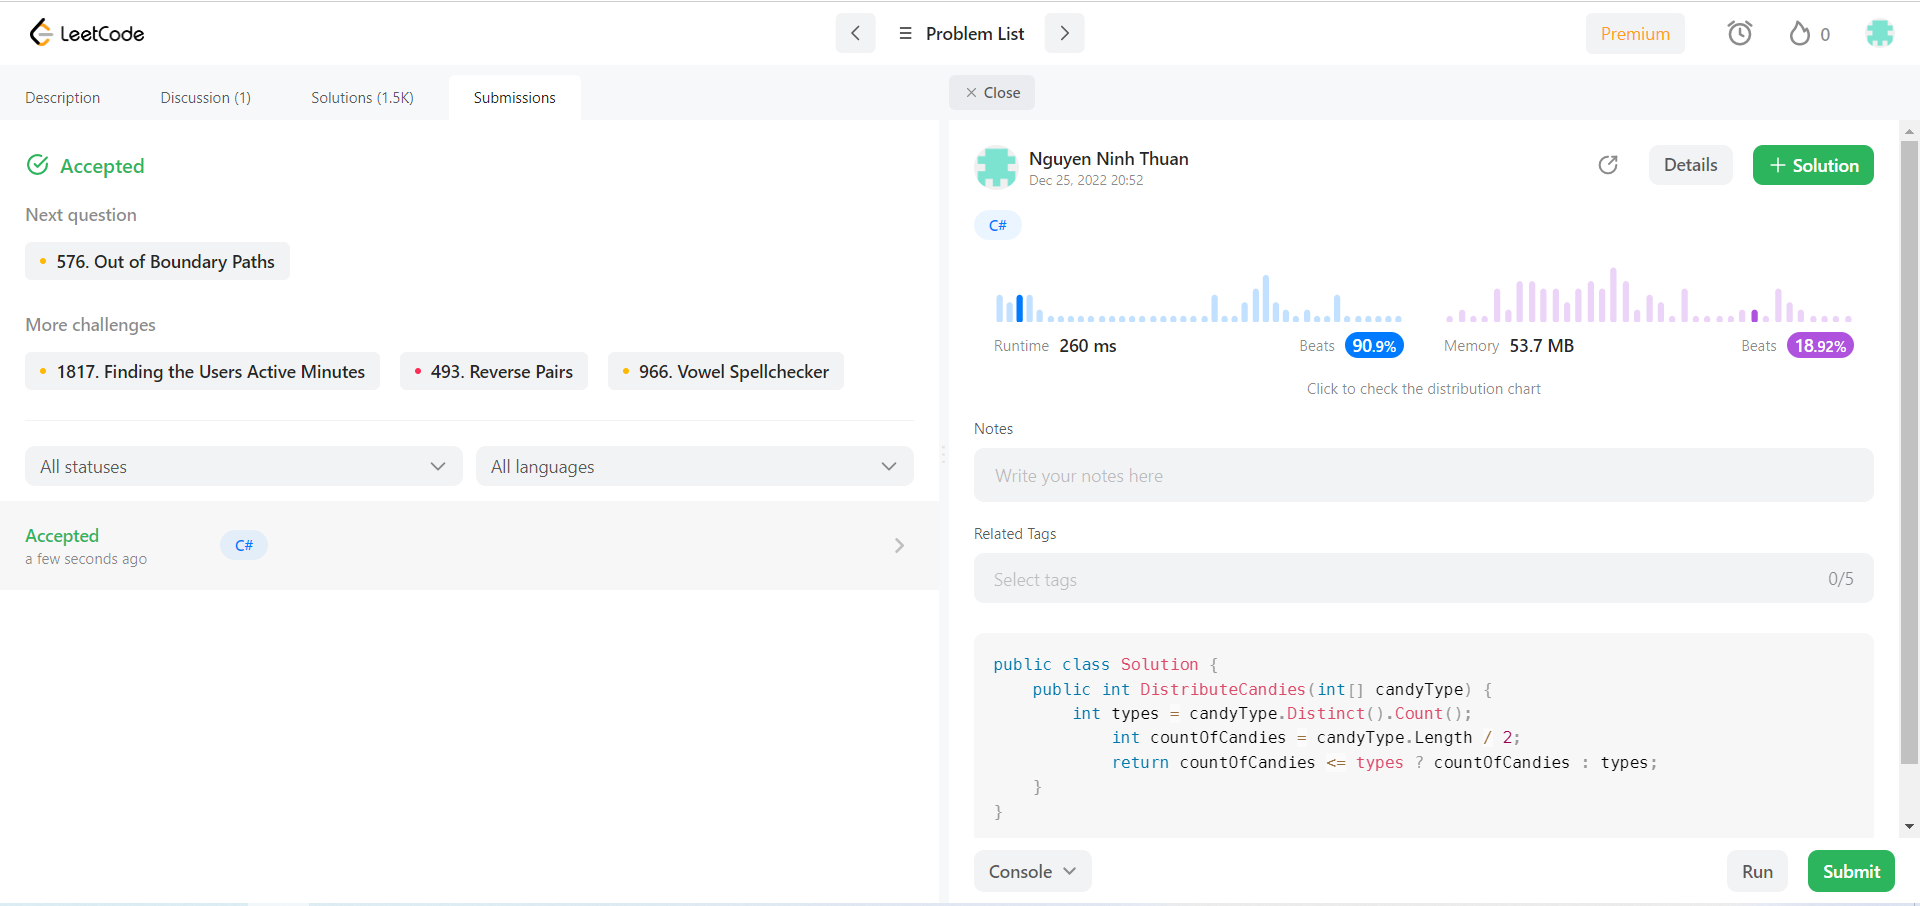 LeetCode
Problem List
Premium
0
Description
Discussion (1)
Solutions (1.5K)
Submissions
Close
Accepted
Next question
576. Out of Boundary Paths
More challenges
1817. Finding the Users Active Minutes
493. Reverse Pairs
966. Vowel Spellchecker
All statuses
All languages
Accepted
a few seconds ago
C#
Nguyen Ninh Thuan
Dec 25, 2022 20:52
Details
+ Solution
C#
Runtime 260 ms
Beats 90.9%
Memory 53.7 MB
Beats 18.92%
Click to check the distribution chart
Notes
Write your notes here
Related Tags
Select tags
0/5
public class Solution {
    public int DistributeCandies(int[] candyType) {
        int types = candyType.Distinct().Count();
            int countOfCandies = candyType.Length / 2;
            return countOfCandies <= types ? countOfCandies : types;
    }
}
Console
Run
Submit